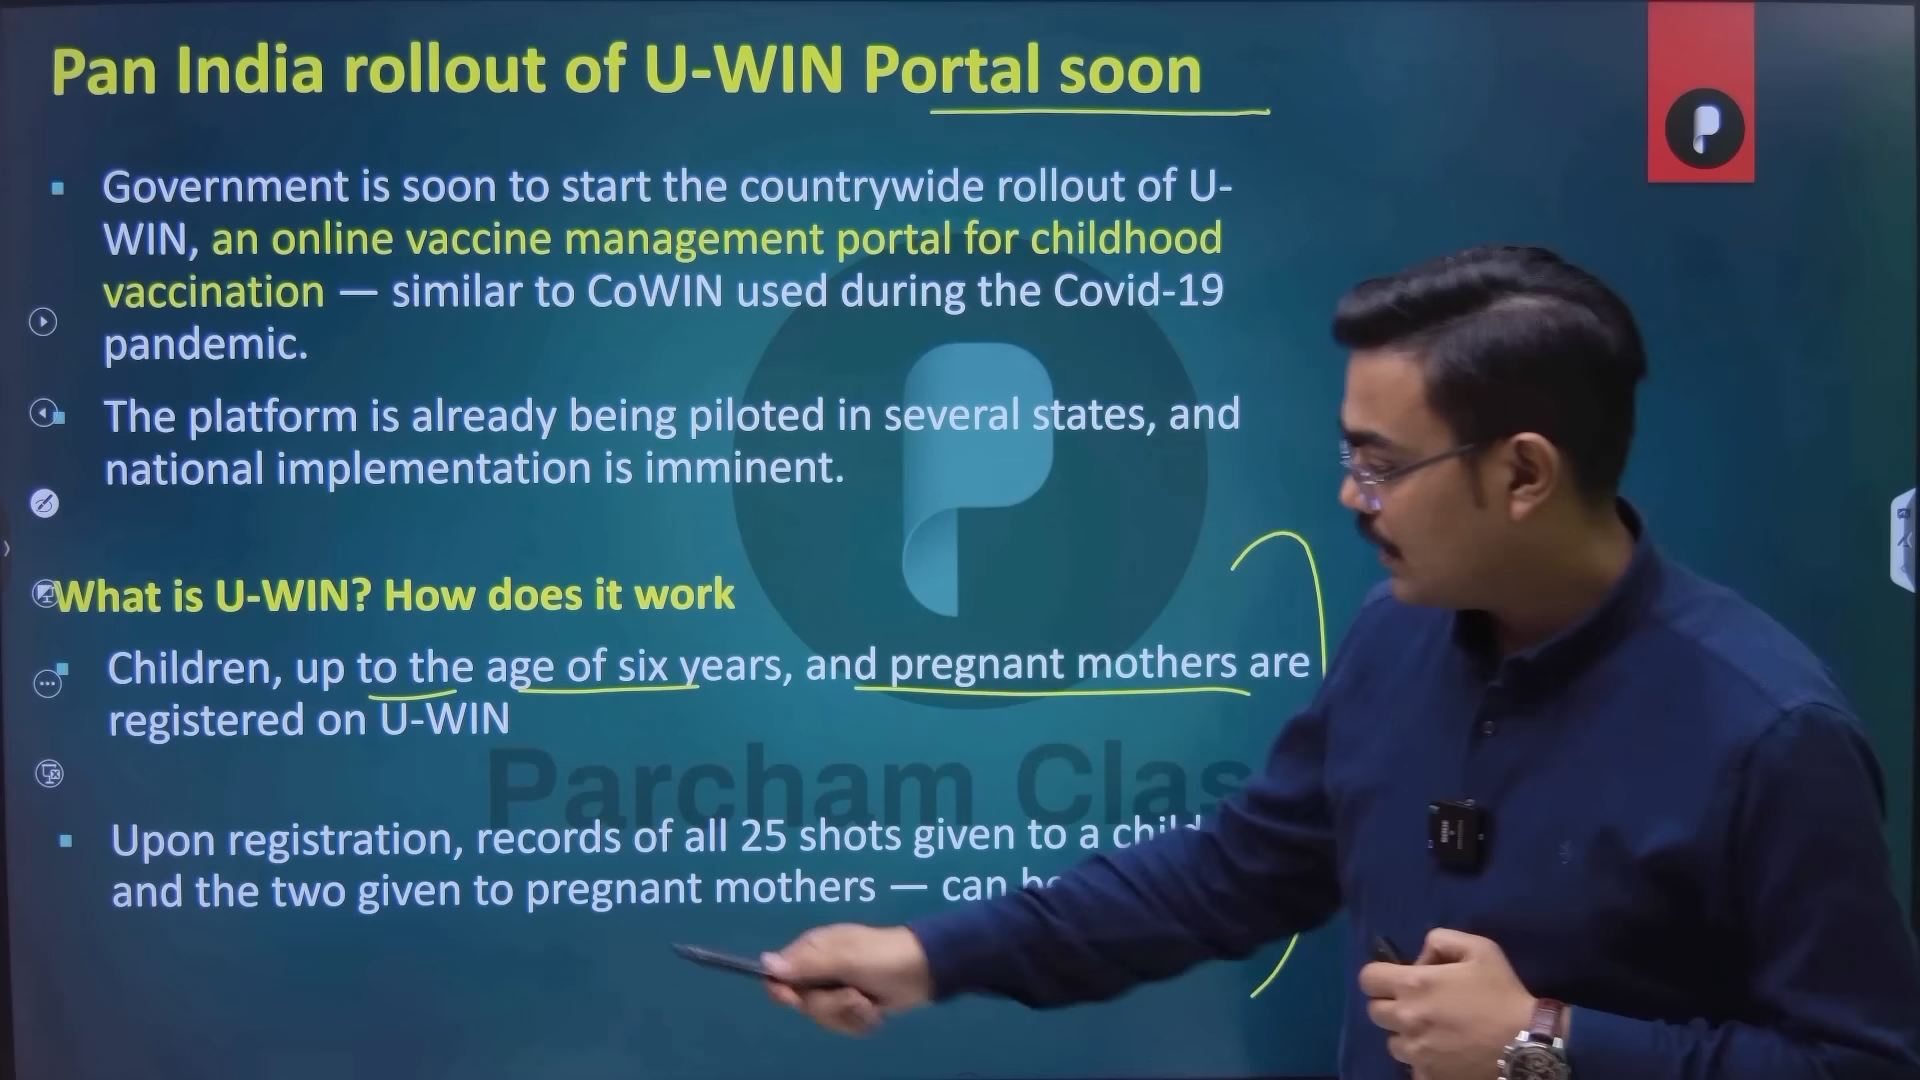 Pan India rollout of U-WIN Portal soon
Government is soon to start the countrywide rollout of U-
WIN, an online vaccine management portal for childhood
vaccination — similar to CoWIN used during the Covid-19
pandemic.
The platform is already being piloted in several states, and
national implementation is imminent.
What is U-WIN? How does it work
Children, up to the age of six years, and pregnant mothers are
registered on U-WIN
Parcham Clas
Upon registration, records of all 25 shots given to a child
and the two given to pregnant mothers — can be